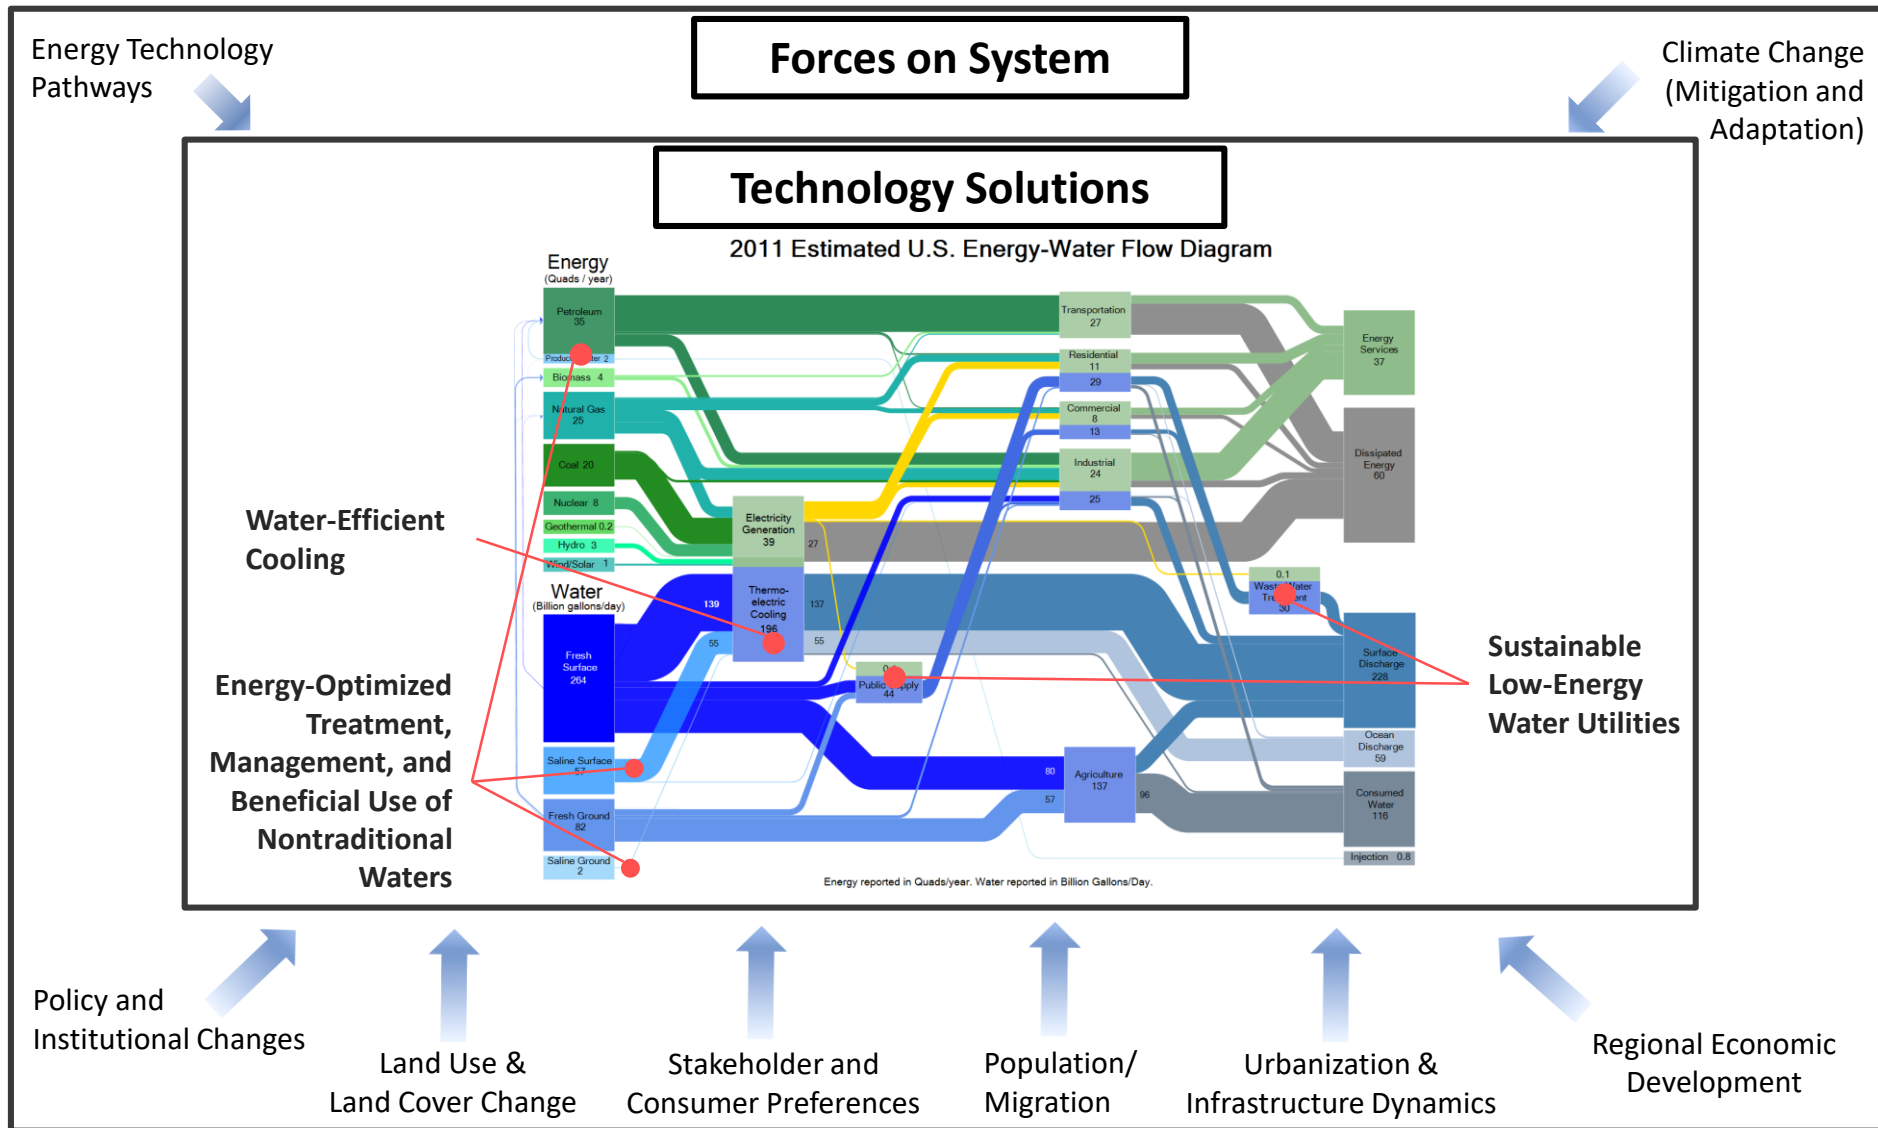 Forces on System
Energy Technology
Pathways
Climate Change
(Mitigation and
Adaptation)
Technology Solutions
2011 Estimated U.S. Energy-Water Flow Diagram
Energy
(Quads / year)
Petroleum
35
2
Biomass 4
Natural Gas
25
Coal 20
Nuclear 8
Geothermal 0.2
Hydro 3
Wind/Solar 1
Water
(Billion gallons/day)
Fresh
Surface
264
Saline Surface
57
Fresh Ground
82
Saline Ground
2
Electricity
Generation
39
27
Thermo-
electric
Cooling
196
139
55
137
55
Public Supply
44
Transportation
27
Residential
11
29
Commercial
8
13
Industrial
24
25
Agriculture
137
80
57
96
0.1
Waste Water
Treatment
30
Energy
Services
37
Dissipated
Energy
60
Surface
Discharge
228
Ocean
Discharge
59
Consumed
Water
116
Injection 0.8
Energy reported in Quads/year. Water reported in Billion Gallons/Day.
Water-Efficient
Cooling
Energy-Optimized
Treatment,
Management, and
Beneficial Use of
Nontraditional
Waters
Sustainable
Low-Energy
Water Utilities
Policy and
Institutional Changes
Land Use &
Land Cover Change
Stakeholder and
Consumer Preferences
Population/
Migration
Urbanization &
Infrastructure Dynamics
Regional Economic
Development